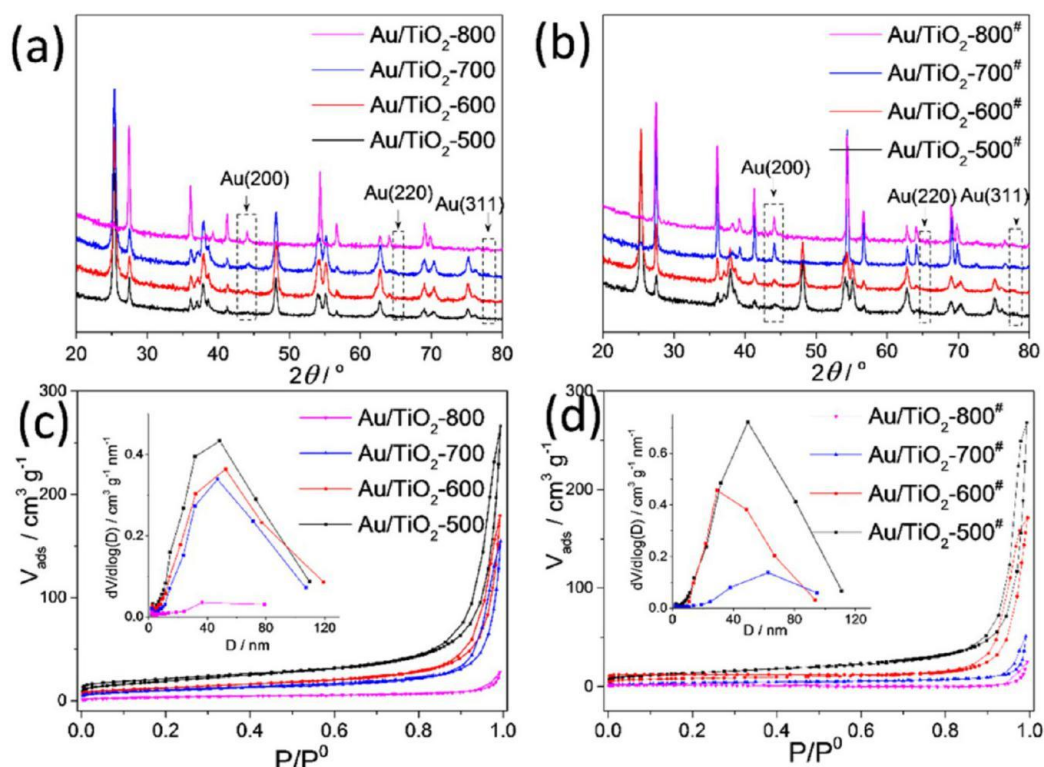 (a)
Au/TiO₂-800
Au/TiO₂-700
Au/TiO₂-600
Au/TiO₂-500
Au(200)
Au(220)
Au(311)
20 30 40 50 60 70 80
2θ / °
(b)
Au/TiO₂-800#
Au/TiO₂-700#
Au/TiO₂-600#
Au/TiO₂-500#
Au(200)
Au(220)
Au(311)
20 30 40 50 60 70 80
2θ / °
(c)
300
200
100
0
V_ads / cm³ g⁻¹
Au/TiO₂-800
Au/TiO₂-700
Au/TiO₂-600
Au/TiO₂-500
dV/dlog(D) / cm³ g⁻¹ nm⁻¹
0.4
0.2
0.0
0 40 80 120
D / nm
0.0 0.2 0.4 0.6 0.8 1.0
P/P⁰
(d)
300
200
100
0
V_ads / cm³ g⁻¹
Au/TiO₂-800#
Au/TiO₂-700#
Au/TiO₂-600#
Au/TiO₂-500#
dV/dlog(D) / cm³ g⁻¹ nm⁻¹
0.6
0.4
0.2
0.0
0 40 80 120
D / nm
0.0 0.2 0.4 0.6 0.8 1.0
P/P⁰